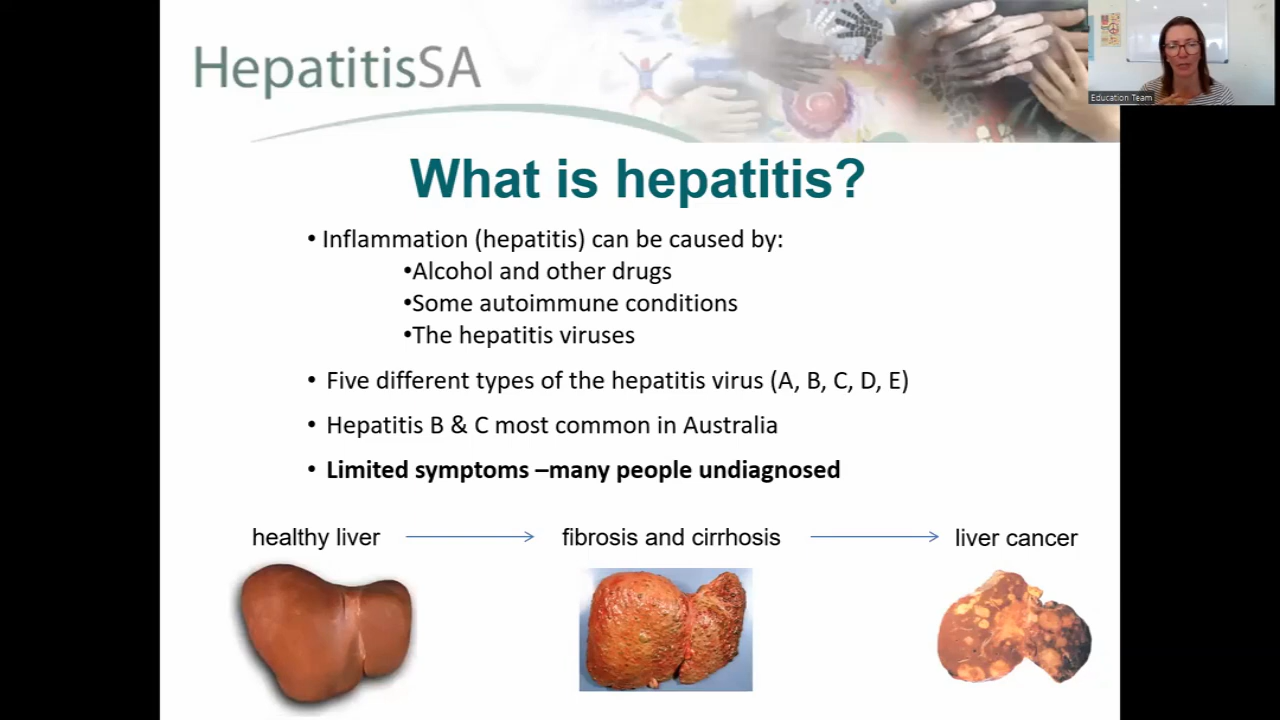 HepatitisSA
Education Team
What is hepatitis?
• Inflammation (hepatitis) can be caused by:
•Alcohol and other drugs
•Some autoimmune conditions
•The hepatitis viruses
• Five different types of the hepatitis virus (A, B, C, D, E)
• Hepatitis B & C most common in Australia
• Limited symptoms –many people undiagnosed
healthy liver
fibrosis and cirrhosis
liver cancer